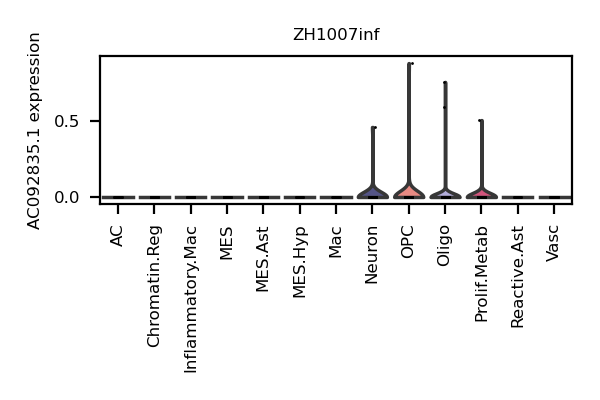 ZH1007inf
AC092835.1 expression
0.5
0.0
AC
Chromatin.Reg
Inflammatory.Mac
MES
MES.Ast
MES.Hyp
Mac
Neuron
OPC
Oligo
Prolif.Metab
Reactive.Ast
Vasc